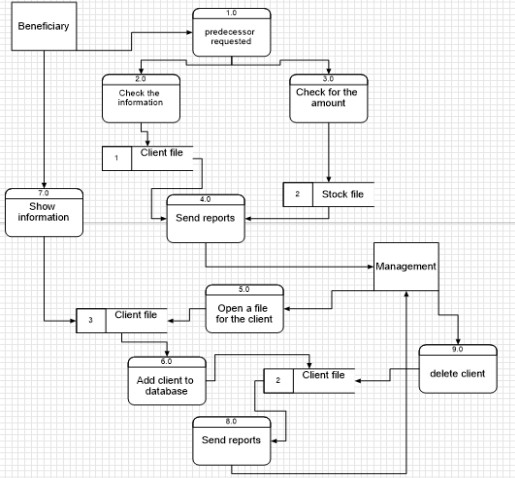 Beneficiary
1.0
predecessor
requested
2.0
Check the
information
3.0
Check for the
amount
1
Client file
2
Stock file
7.0
Show
information
4.0
Send reports
Management
5.0
Open a file
for the client
3
Client file
9.0
delete client
6.0
Add client to
database
2
Client file
8.0
Send reports